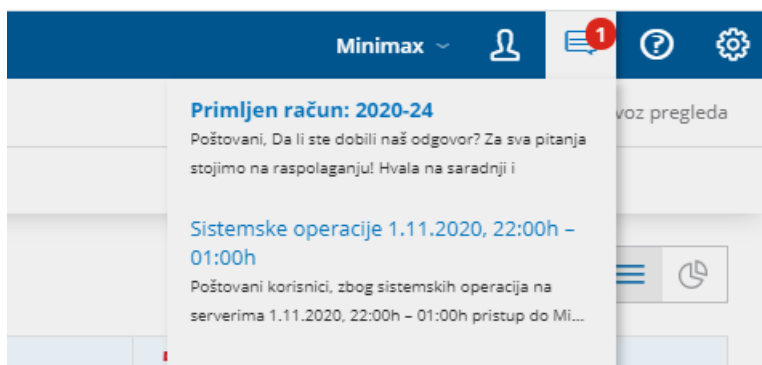 Minimax
1
Primljen račun: 2020-24
voz pregleda
Poštovani, Da li ste dobili naš odgovor? Za sva pitanja
stojimo na raspolaganju! Hvala na saradnji i
Sistemske operacije 1.11.2020, 22:00h –
01:00h
Poštovani korisnici, zbog sistemskih operacija na
serverima 1.11.2020, 22:00h – 01:00h pristup do Mi...